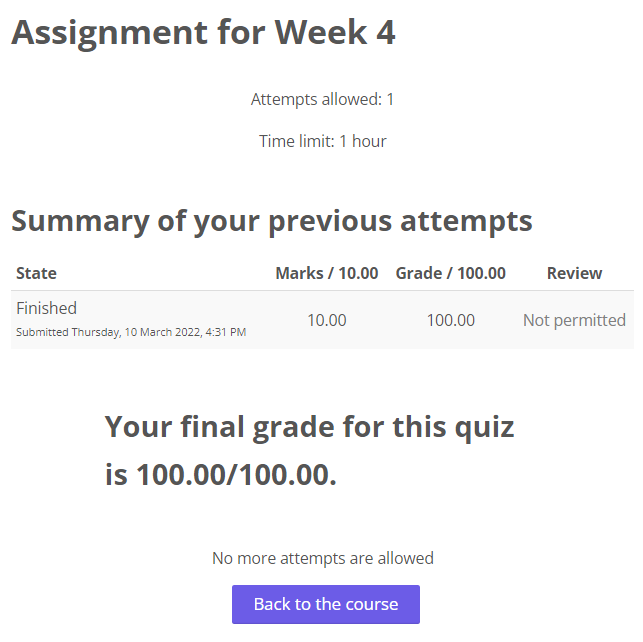 Assignment for Week 4
Attempts allowed: 1
Time limit: 1 hour
Summary of your previous attempts
State Marks / 10.00 Grade / 100.00 Review
Finished
Submitted Thursday, 10 March 2022, 4:31 PM 10.00 100.00 Not permitted
Your final grade for this quiz
is 100.00/100.00.
No more attempts are allowed
Back to the course